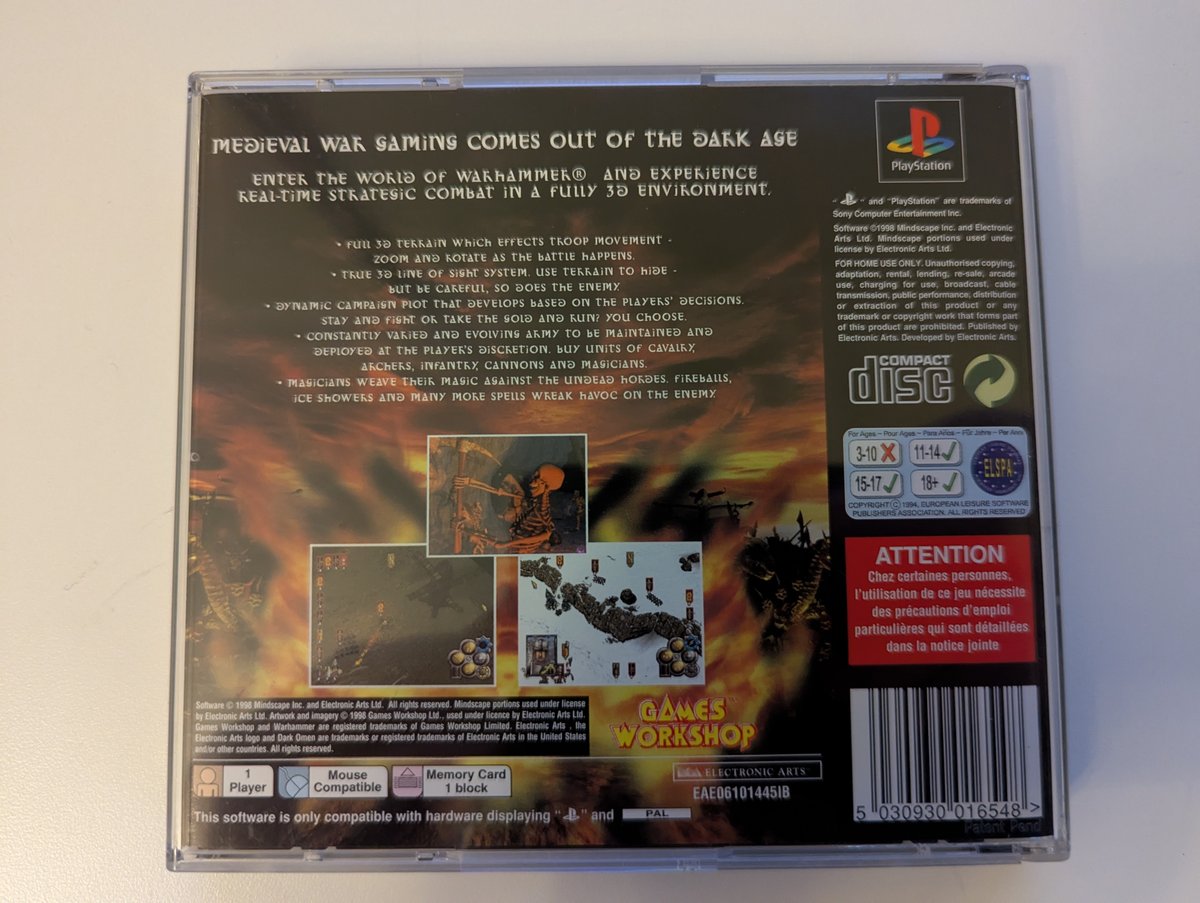 MEDIEVAL WAR GAMING COMES OUT OF THE DARK AGE
ENTER THE WORLD OF WARHAMMER® AND EXPERIENCE
REAL-TIME STRATEGIC COMBAT IN A FULLY 3D ENVIRONMENT.
• FULL 3D TERRAIN WHICH EFFECTS TROOP MOVEMENT -
ZOOM AND ROTATE AS THE BATTLE HAPPENS.
• TRUE 3D LINE OF SIGHT SYSTEM. USE TERRAIN TO HIDE -
BUT BE CAREFUL, SO DOES THE ENEMY.
• DYNAMIC CAMPAIGN PLOT THAT DEVELOPS BASED ON THE PLAYERS' DECISIONS.
STAY AND FIGHT OR TAKE THE GOLD AND RUN? YOU CHOOSE.
• CONSTANTLY VARIED AND EVOLVING ARMY TO BE MAINTAINED AND
DEPLOYED AT THE PLAYER'S DISCRETION. BUY UNITS OF CAVALRY,
ARCHERS, INFANTRY, CANNONS AND MAGICIANS.
• MAGICIANS WEAVE THEIR MAGIC AGAINST THE UNDEAD HORDES. FIREBALLS,
ICE SHOWERS AND MANY MORE SPELLS WREAK HAVOC ON THE ENEMY.
Software © 1998 Mindscape Inc. and Electronic Arts Ltd. All rights reserved. Mindscape portions used under license
by Electronic Arts Ltd. Artwork and imagery © 1998 Games Workshop Ltd., used under licence by Electronic Arts Ltd.
Games Workshop and Warhammer are registered trademarks of Games Workshop Limited. Electronic Arts , the
Electronic Arts logo and Dark Omen are trademarks or registered trademarks of Electronic Arts in the United States
and/or other countries. All rights reserved.
GAMES™
WORKSHOP
1
Player
Mouse
Compatible
Memory Card
1 block
ELECTRONIC ARTS™
EAE06101445IB
This software is only compatible with hardware displaying " " and PAL
PlayStation
" " and "PlayStation" are trademarks of
Sony Computer Entertainment Inc.
Software ©1998 Mindscape Inc. and Electronic
Arts Ltd. Mindscape portions used under
license by Electronic Arts Ltd.
FOR HOME USE ONLY. Unauthorised copying,
adaptation, rental, lending, re-sale, arcade
use, charging for use, broadcast, cable
transmission, public performance, distribution
or extraction of this product or any
trademark or copyright work that forms part
of this product are prohibited. Published by
Electronic Arts. Developed by Electronic Arts.
COMPACT
disc
For Ages – Pour Ages – Para Años – Für Jahre – Per Anni
3-10 11-14
15-17 18+
ELSPA
COPYRIGHT © 1994, EUROPEAN LEISURE SOFTWARE
PUBLISHERS ASSOCIATION. ALL RIGHTS RESERVED
ATTENTION
Chez certaines personnes,
l'utilisation de ce jeu nécessite
des précautions d'emploi
particulières qui sont détaillées
dans la notice jointe
5 030930 016548 >
Patent Pend